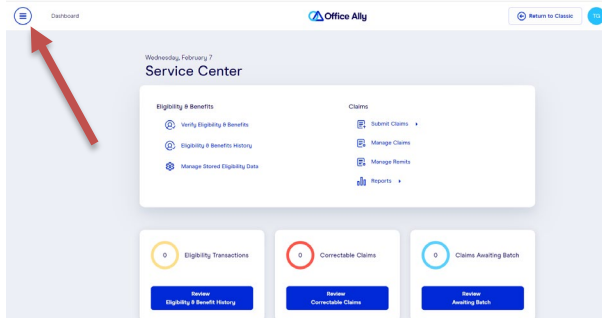 Dashboard
Office Ally
Return to Classic
TG
Wednesday, February 7
Service Center
Eligibility & Benefits
Verify Eligibility & Benefits
Eligibility & Benefits History
Manage Stored Eligibility Data
Claims
Submit Claims
Manage Claims
Manage Remits
Reports
0 Eligibility Transactions
Review
Eligibility & Benefit History
0 Correctable Claims
Review
Correctable Claims
0 Claims Awaiting Batch
Review
Awaiting Batch